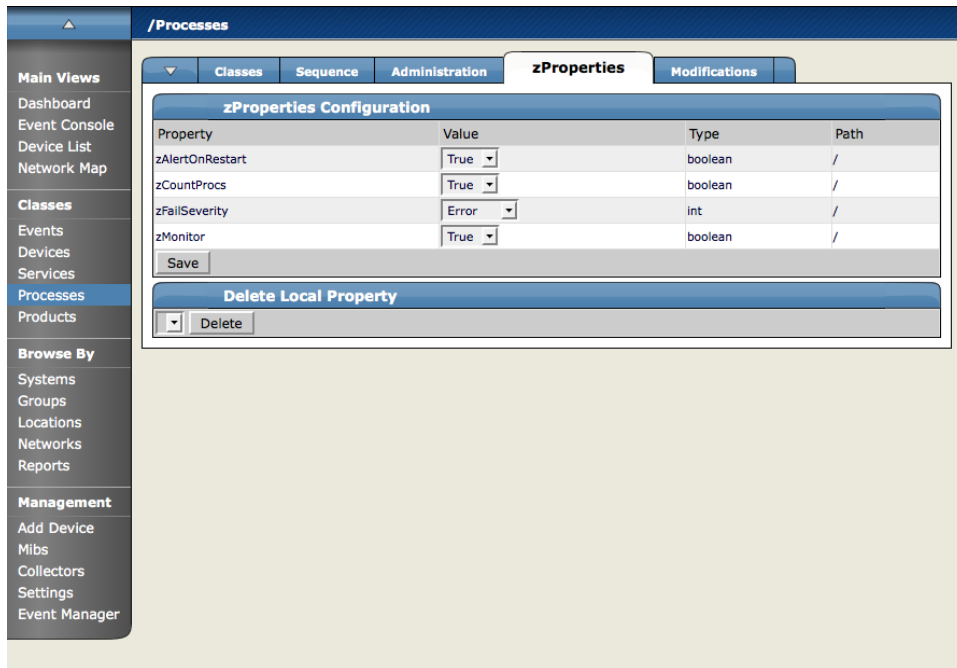 /Processes
Main Views
Dashboard
Event Console
Device List
Network Map
Classes
Events
Devices
Services
Processes
Products
Browse By
Systems
Groups
Locations
Networks
Reports
Management
Add Device
Mibs
Collectors
Settings
Event Manager
Classes Sequence Administration zProperties Modifications
zProperties Configuration
Property Value Type Path
zAlertOnRestart True boolean /
zCountProcs True boolean /
zFailSeverity Error int /
zMonitor True boolean /
Save
Delete Local Property
Delete